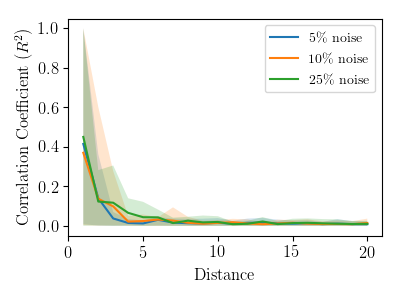 Correlation Coefficient (R²)
1.0
0.8
0.6
0.4
0.2
0.0
5% noise
10% noise
25% noise
0 5 10 15 20
Distance